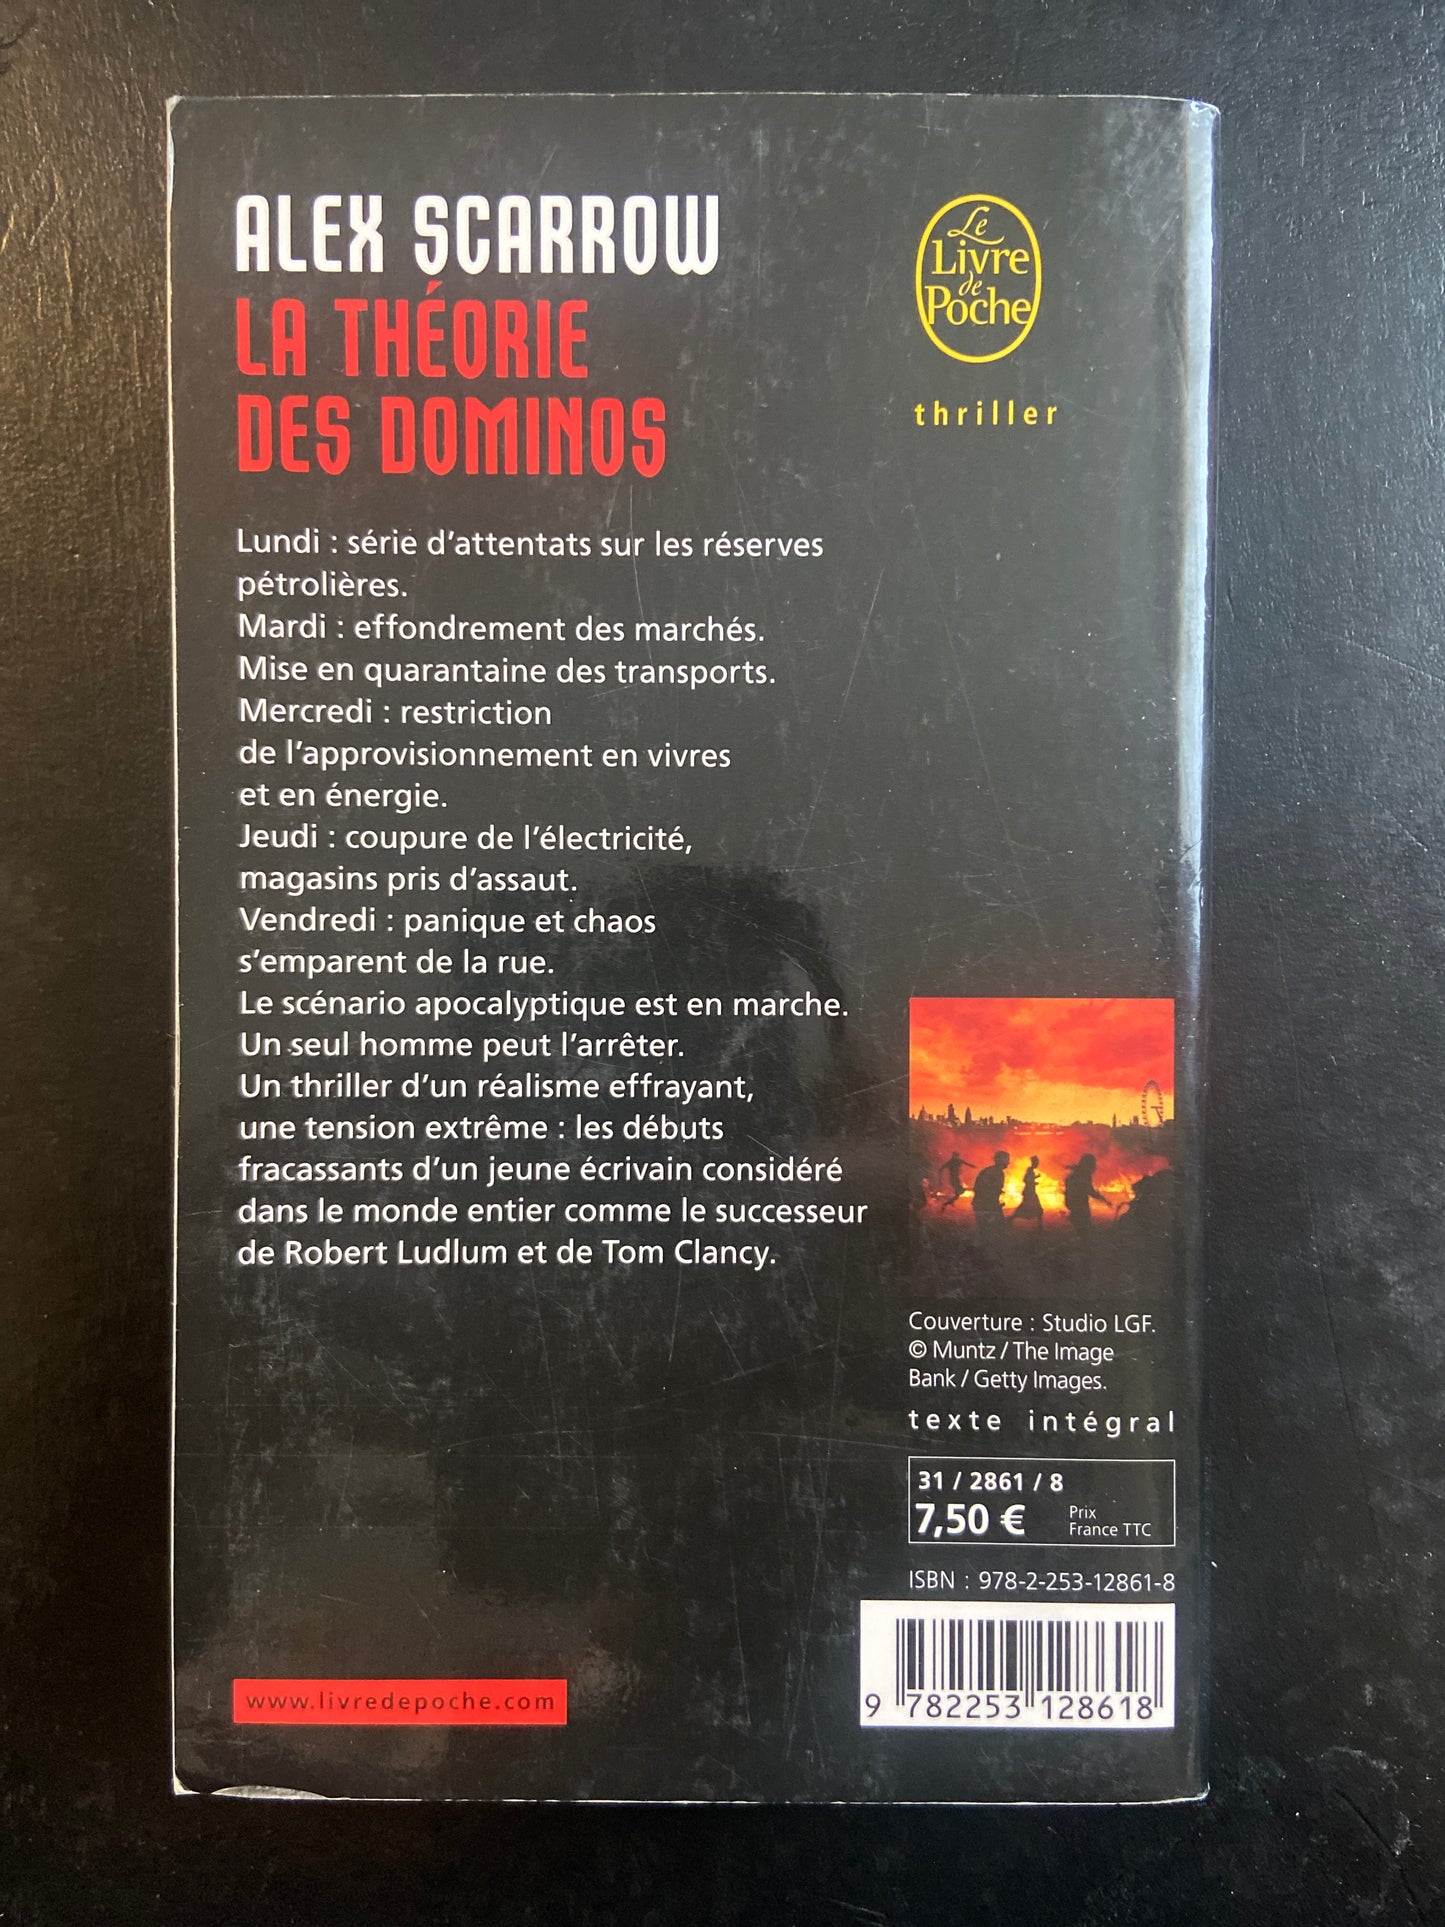 ALEX SCARROW
LA THÉORIE
DES DOMINOS
Le
Livre
de
Poche
thriller
Lundi : série d'attentats sur les réserves
pétrolières.
Mardi : effondrement des marchés.
Mise en quarantaine des transports.
Mercredi : restriction
de l'approvisionnement en vivres
et en énergie.
Jeudi : coupure de l'électricité,
magasins pris d'assaut.
Vendredi : panique et chaos
s'emparent de la rue.
Le scénario apocalyptique est en marche.
Un seul homme peut l'arrêter.
Un thriller d'un réalisme effrayant,
une tension extrême : les débuts
fracassants d'un jeune écrivain considéré
dans le monde entier comme le successeur
de Robert Ludlum et de Tom Clancy.
Couverture : Studio LGF.
© Muntz / The Image
Bank / Getty Images.
texte intégral
31 / 2861 / 8
7,50 € Prix
France TTC
ISBN : 978-2-253-12861-8
9 782253 128618
www.livredepoche.com